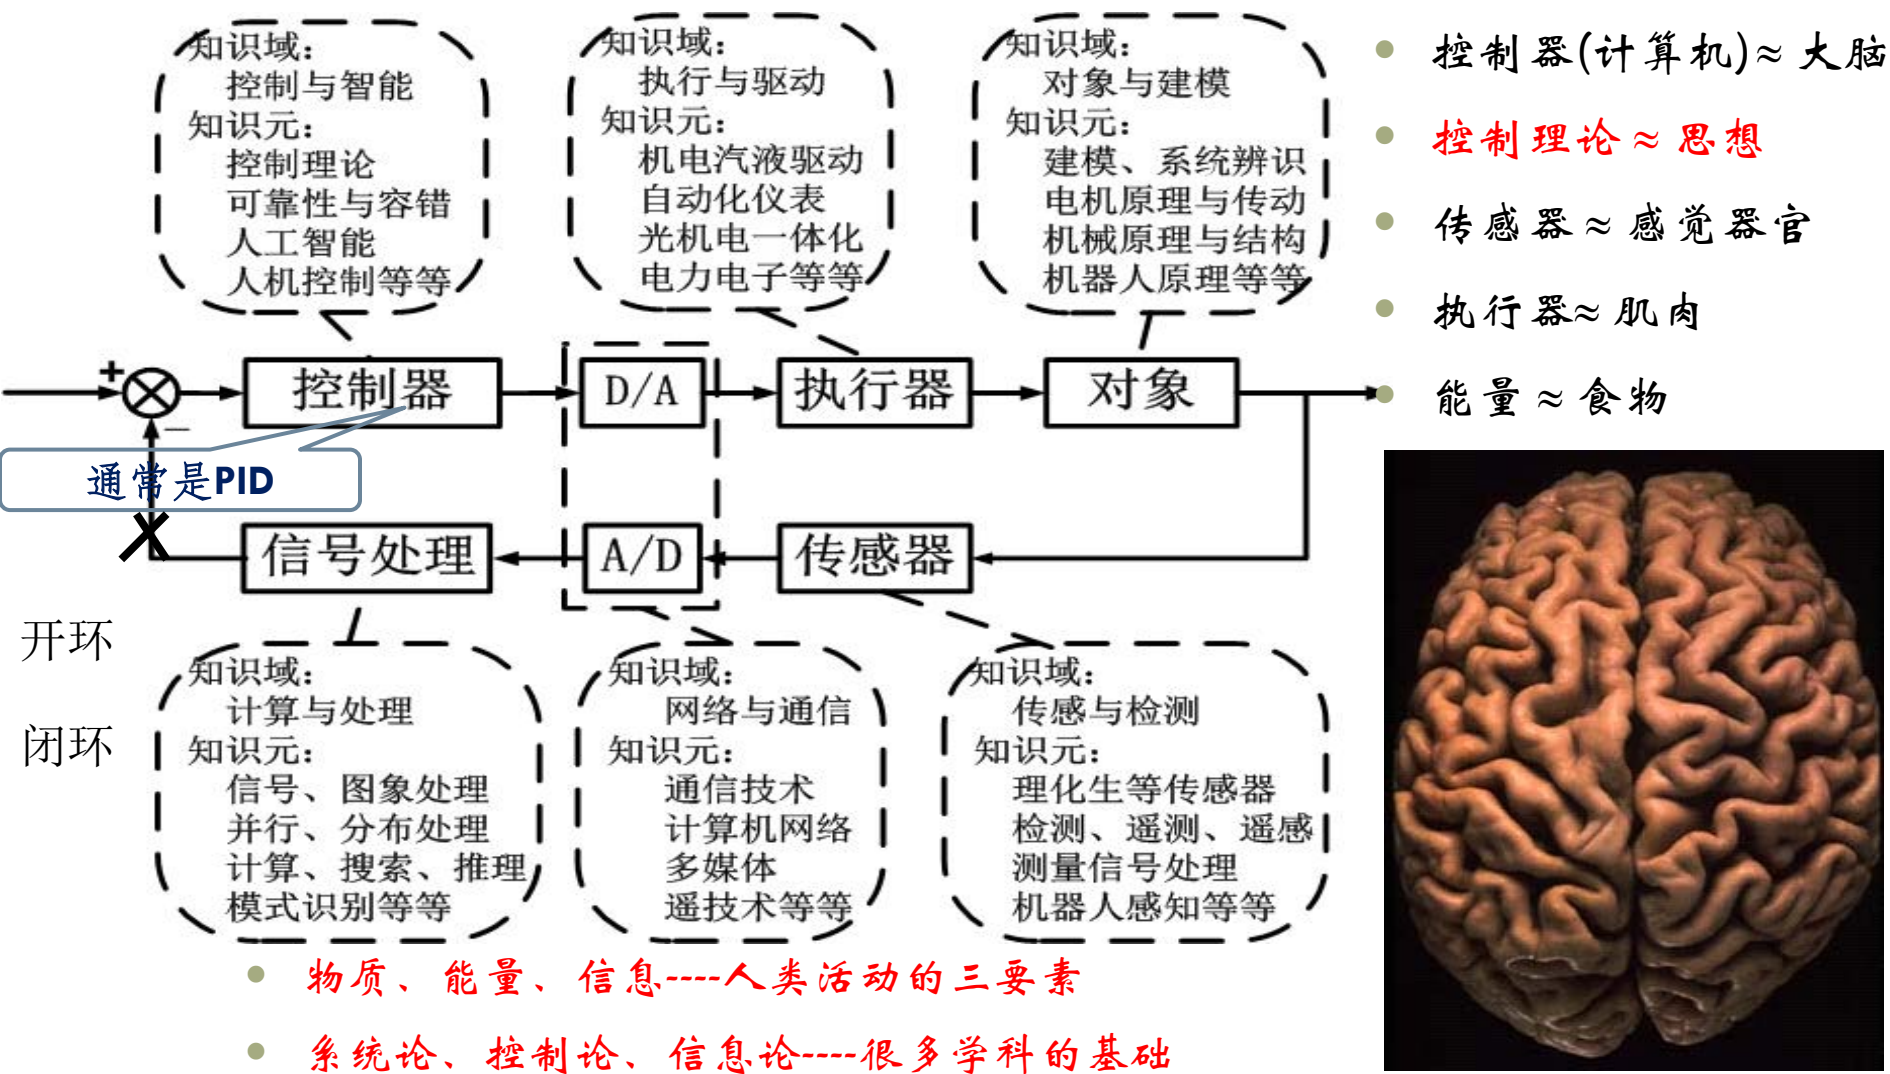 知识域：
控制与智能
知识元：
控制理论
可靠性与容错
人工智能
人机控制等等
知识域：
执行与驱动
知识元：
机电汽液驱动
自动化仪表
光机电一体化
电力电子等等
知识域：
对象与建模
知识元：
建模、系统辨识
电机原理与传动
机械原理与结构
机器人原理等等
控制器(计算机)≈大脑
控制理论≈思想
传感器≈感觉器官
执行器≈肌肉
能量≈食物
+
控制器
D/A
执行器
对象
−
通常是PID
X
信号处理
A/D
传感器
开环
闭环
知识域：
计算与处理
知识元：
信号、图象处理
并行、分布处理
计算、搜索、推理
模式识别等等
知识域：
网络与通信
知识元：
通信技术
计算机网络
多媒体
遥技术等等
知识域：
传感与检测
知识元：
理化生等传感器
检测、遥测、遥感
测量信号处理
机器人感知等等
物质、能量、信息----人类活动的三要素
系统论、控制论、信息论----很多学科的基础